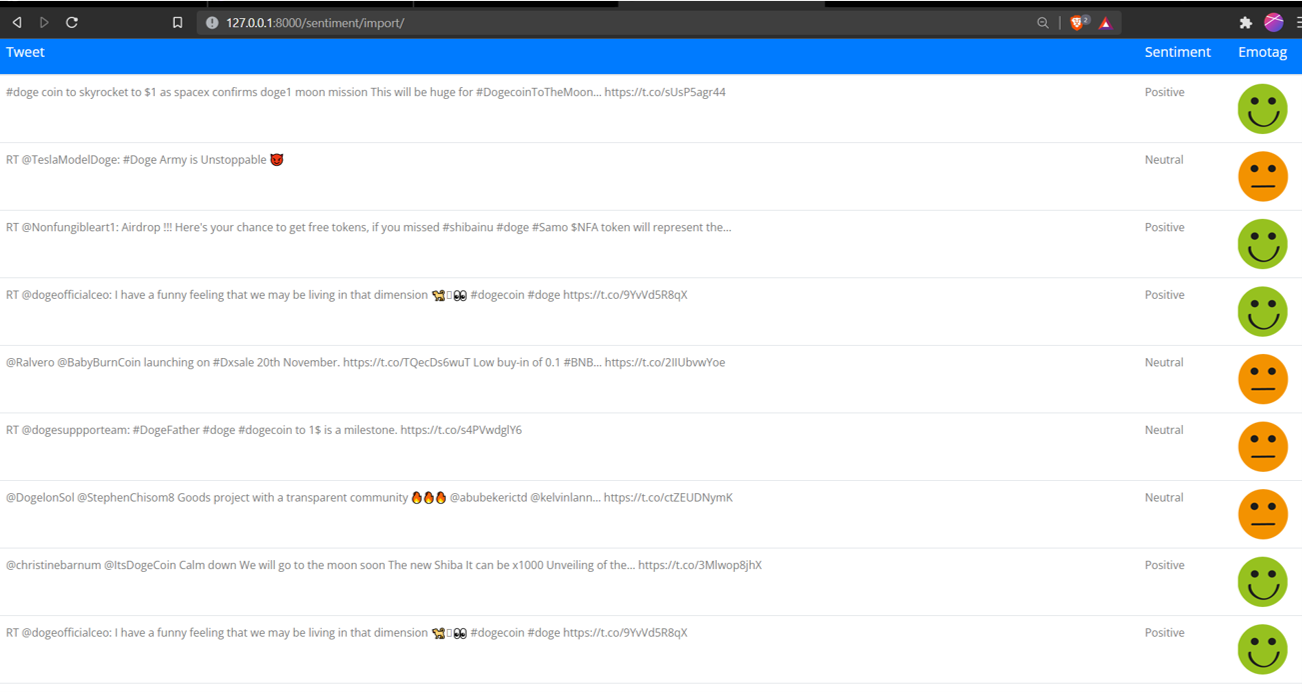 127.0.0.1:8000/sentiment/import/ 2
Tweet Sentiment Emotag
#doge coin to skyrocket to $1 as spacex confirms doge1 moon mission This will be huge for #DogecoinToTheMoon... https://t.co/sUsP5agr44 Positive
RT @TeslaModelDoge: #Doge Army is Unstoppable 😈 Neutral
RT @Nonfungibleart1: Airdrop !!! Here's your chance to get free tokens, if you missed #shibainu #doge #Samo $NFA token will represent the... Positive
RT @dogeofficialceo: I have a funny feeling that we may be living in that dimension 🐕👀 #dogecoin #doge https://t.co/9YvVd5R8qX Positive
@Ralvero @BabyBurnCoin launching on #Dxsale 20th November. https://t.co/TQecDs6wuT Low buy-in of 0.1 #BNB... https://t.co/2IIUbvwYoe Neutral
RT @dogesuppporteam: #DogeFather #doge #dogecoin to 1$ is a milestone. https://t.co/s4PVwdglY6 Neutral
@DogelonSol @StephenChisom8 Goods project with a transparent community 🔥🔥🔥 @abubekerictd @kelvinlann... https://t.co/ctZEUDNymK Neutral
@christinebarnum @ItsDogeCoin Calm down We will go to the moon soon The new Shiba It can be x1000 Unveiling of the... https://t.co/3Mlwop8jhX Positive
RT @dogeofficialceo: I have a funny feeling that we may be living in that dimension 🐕👀 #dogecoin #doge https://t.co/9YvVd5R8qX Positive